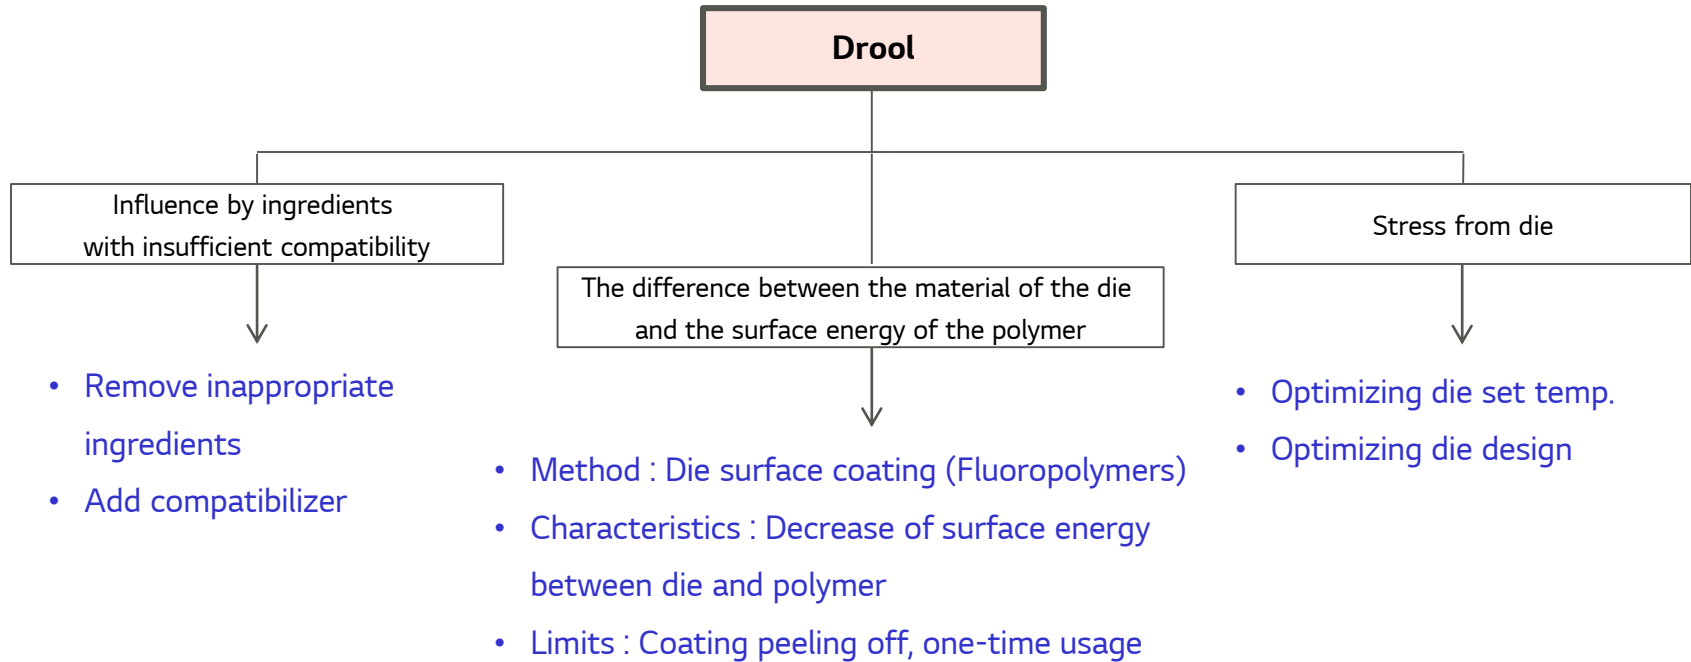 Drool
Influence by ingredients
with insufficient compatibility
The difference between the material of the die
and the surface energy of the polymer
Stress from die
• Remove inappropriate
ingredients
• Add compatibilizer
• Method : Die surface coating (Fluoropolymers)
• Characteristics : Decrease of surface energy
between die and polymer
• Limits : Coating peeling off, one-time usage
• Optimizing die set temp.
• Optimizing die design